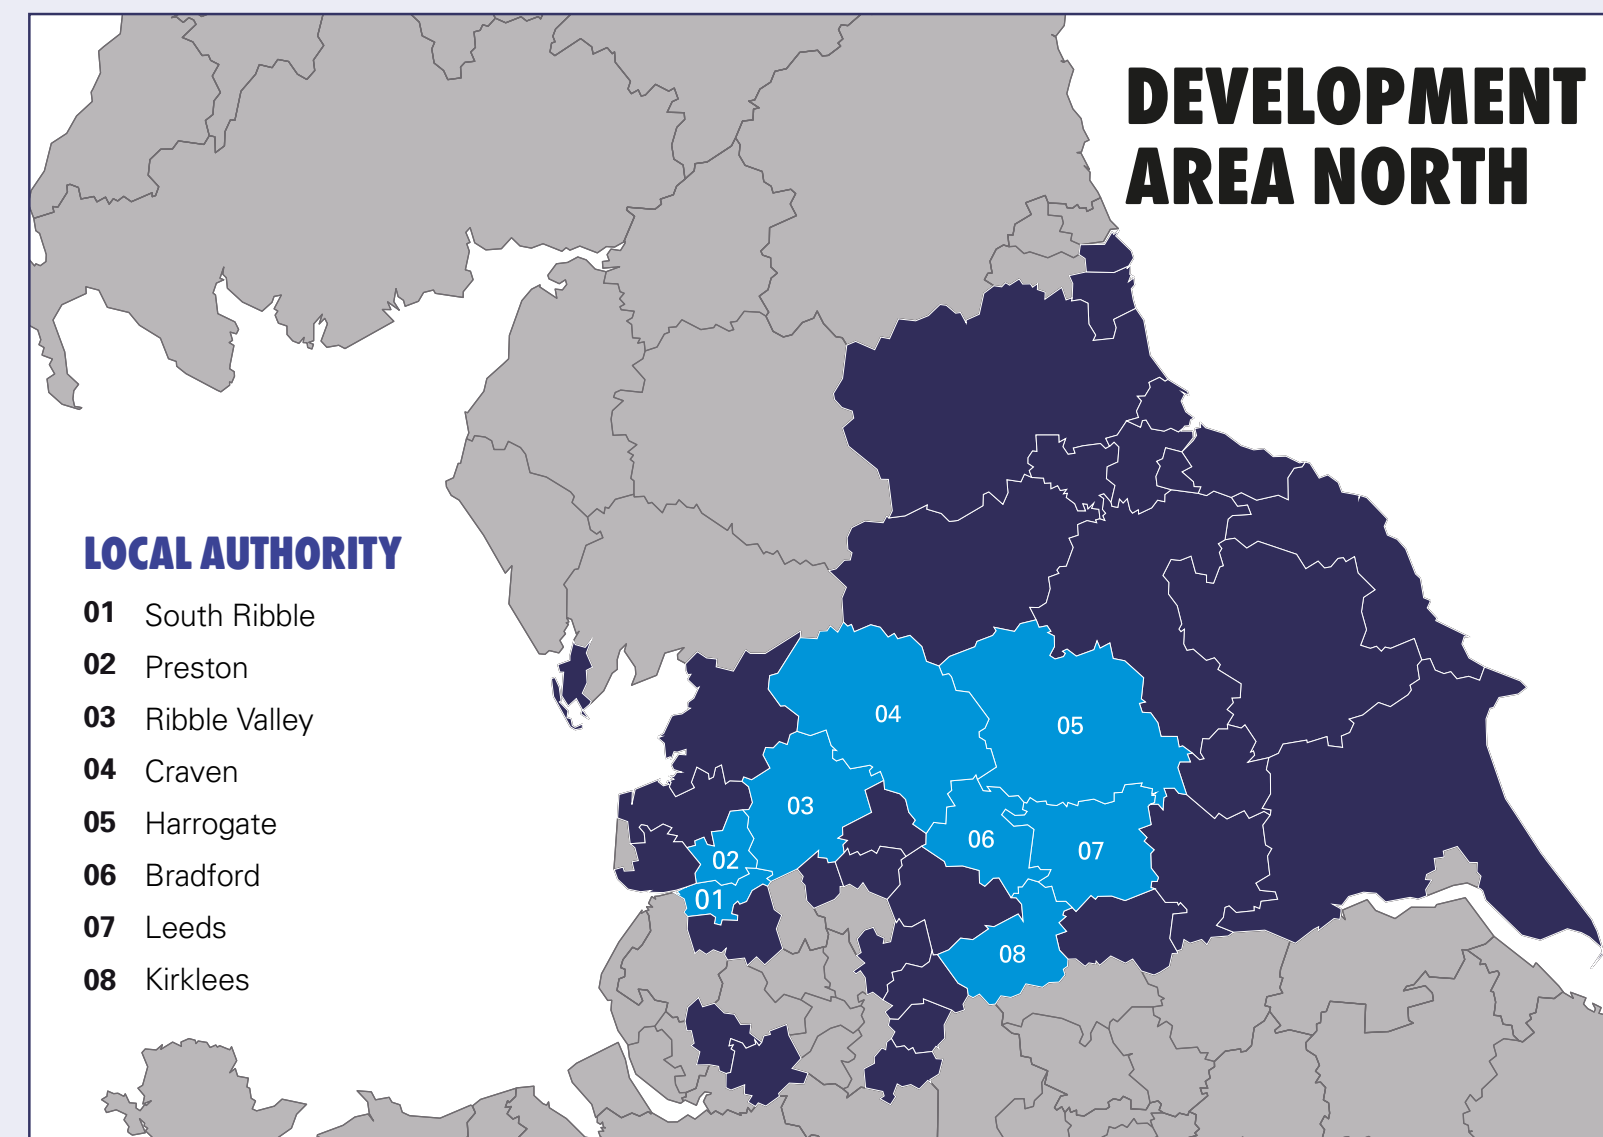 DEVELOPMENT
AREA NORTH
LOCAL AUTHORITY
01 South Ribble
02 Preston
03 Ribble Valley
04 Craven
05 Harrogate
06 Bradford
07 Leeds
08 Kirklees
04
05
03
06
07
02
01
08